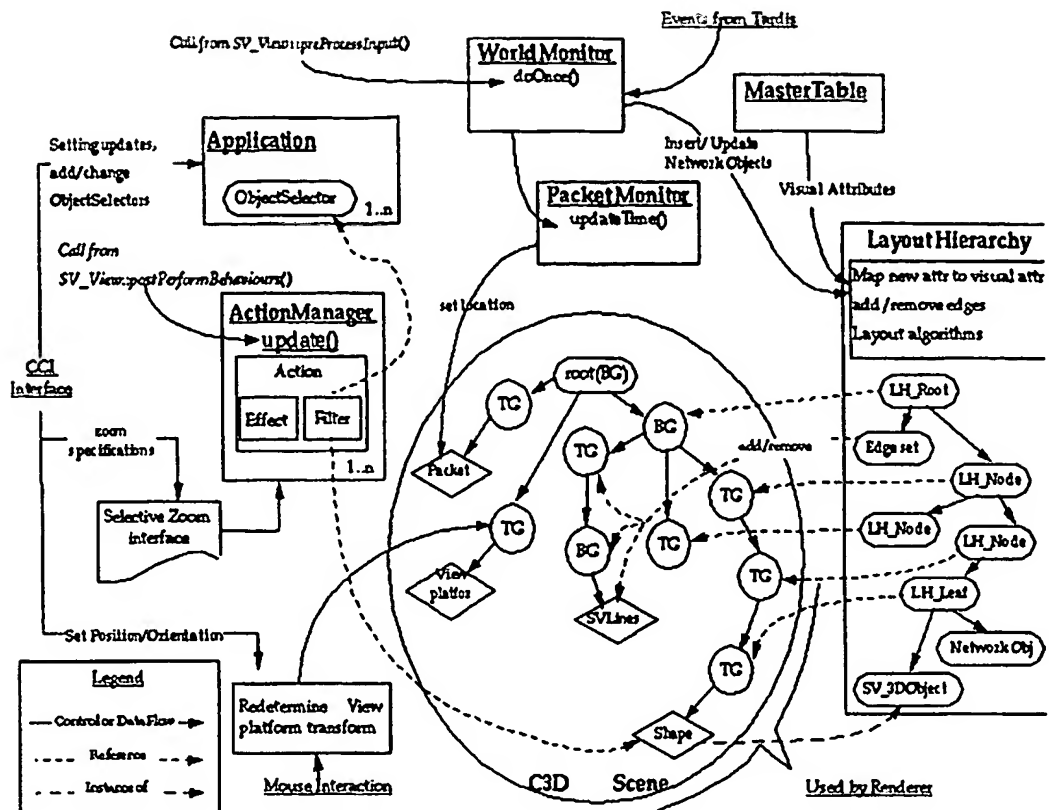 Events from Tardis
Call from SV_View::preProcessInput()
WorldMonitor
doOnce()
MasterTable
Setting updates,
add/change
ObjectSelectors
Application
ObjectSelector
1..n
Insert/Update
Network Objects
Visual Attributes
PacketMonitor
updateTime()
Call from
SV_View::postPerformBehaviours()
Layout Hierarchy
Map new attr to visual attr
add/remove edges
Layout algorithms
ActionManager
update()
Action
Effect
Filter
1..n
set location
CCI
Interface
zoom
specifications
Selective Zoom
interface
root(BG)
TG
BG
TG
Packet
add/remove
TG
TG
BG
TG
TG
View
platfor
SVLines
TG
Shape
LH_Root
Edge set
LH_Node
LH_Node
LH_Node
LH_Leaf
Network Obj
SV_3DObject
Set Position/Orientation
Redetermine View
platform transform
Mouse Interaction
Legend
Control or Data Flow
Reference
Instance of
C3D Scene
Used by Renderer